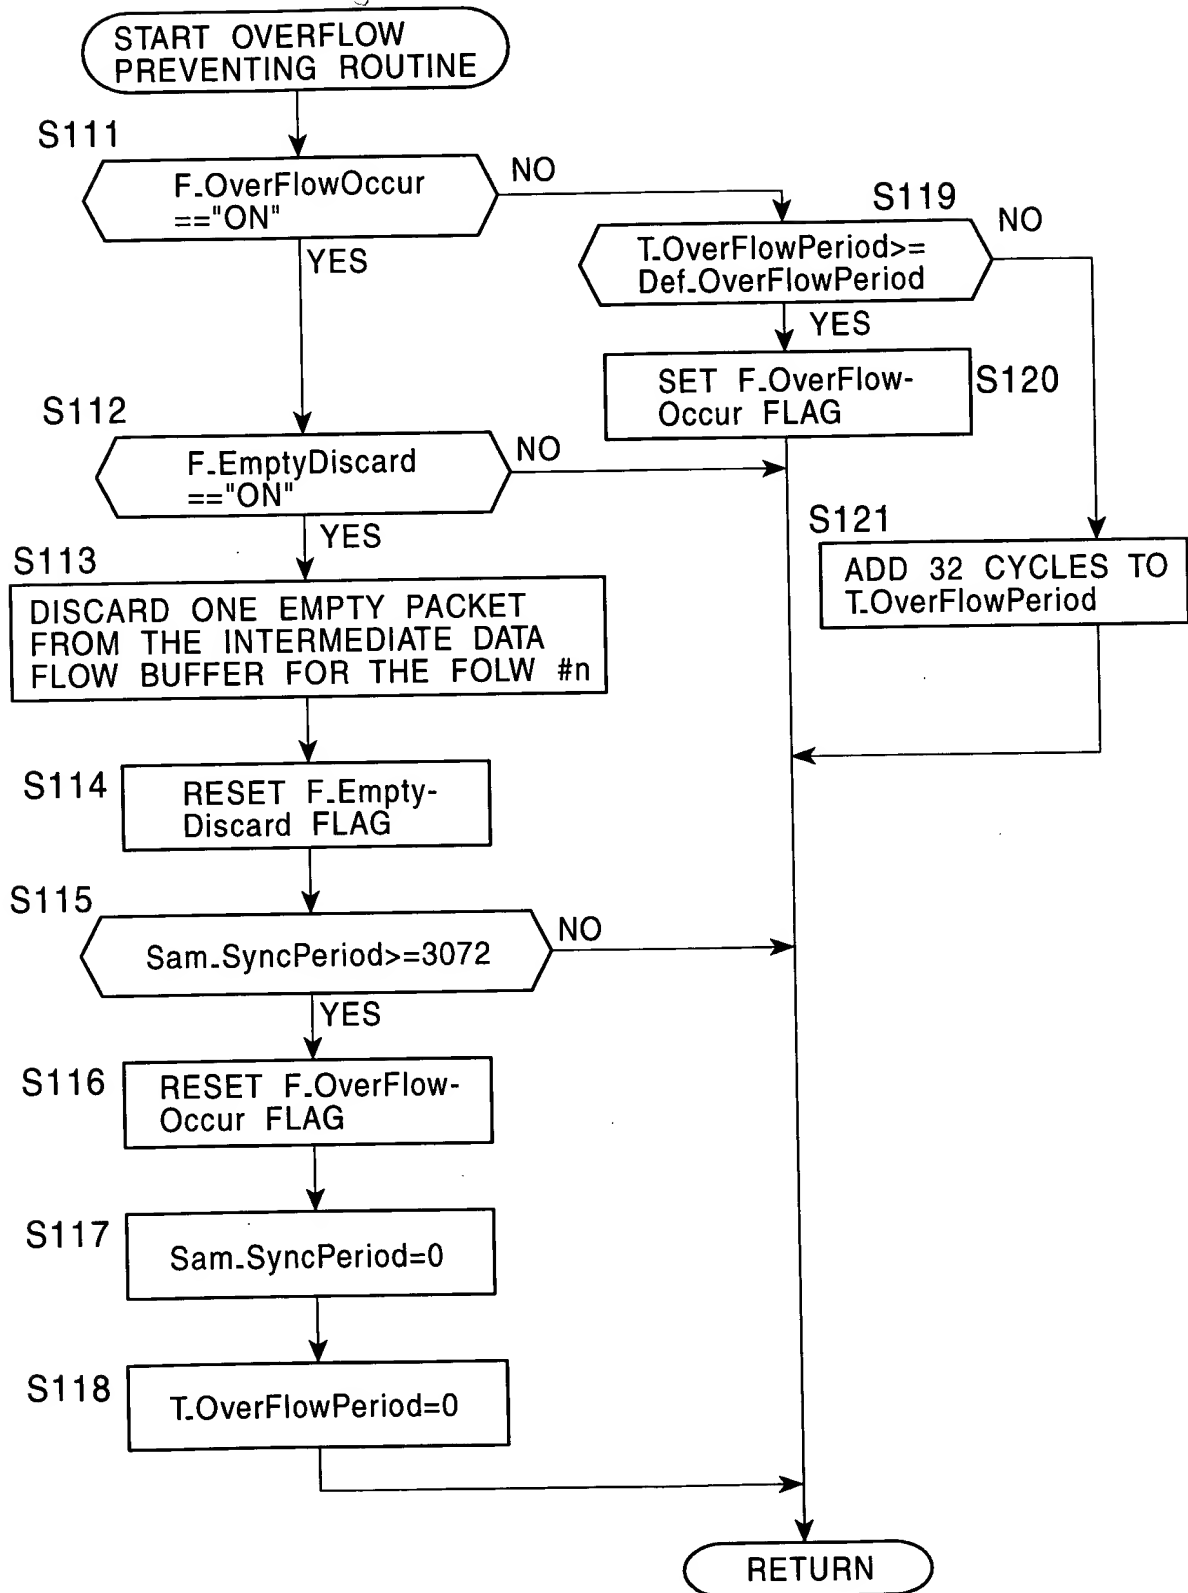 START OVERFLOW
PREVENTING ROUTINE
S111
F_OverFlowOccur
=="ON"
NO
YES
S119
T_OverFlowPeriod>=
Def_OverFlowPeriod
NO
YES
SET F_OverFlow-
Occur FLAG
S120
S112
F_EmptyDiscard
=="ON"
NO
YES
S121
ADD 32 CYCLES TO
T_OverFlowPeriod
S113
DISCARD ONE EMPTY PACKET
FROM THE INTERMEDIATE DATA
FLOW BUFFER FOR THE FOLW #n
S114
RESET F_Empty-
Discard FLAG
S115
Sam_SyncPeriod>=3072
NO
YES
S116
RESET F_OverFlow-
Occur FLAG
S117
Sam_SyncPeriod=0
S118
T_OverFlowPeriod=0
RETURN